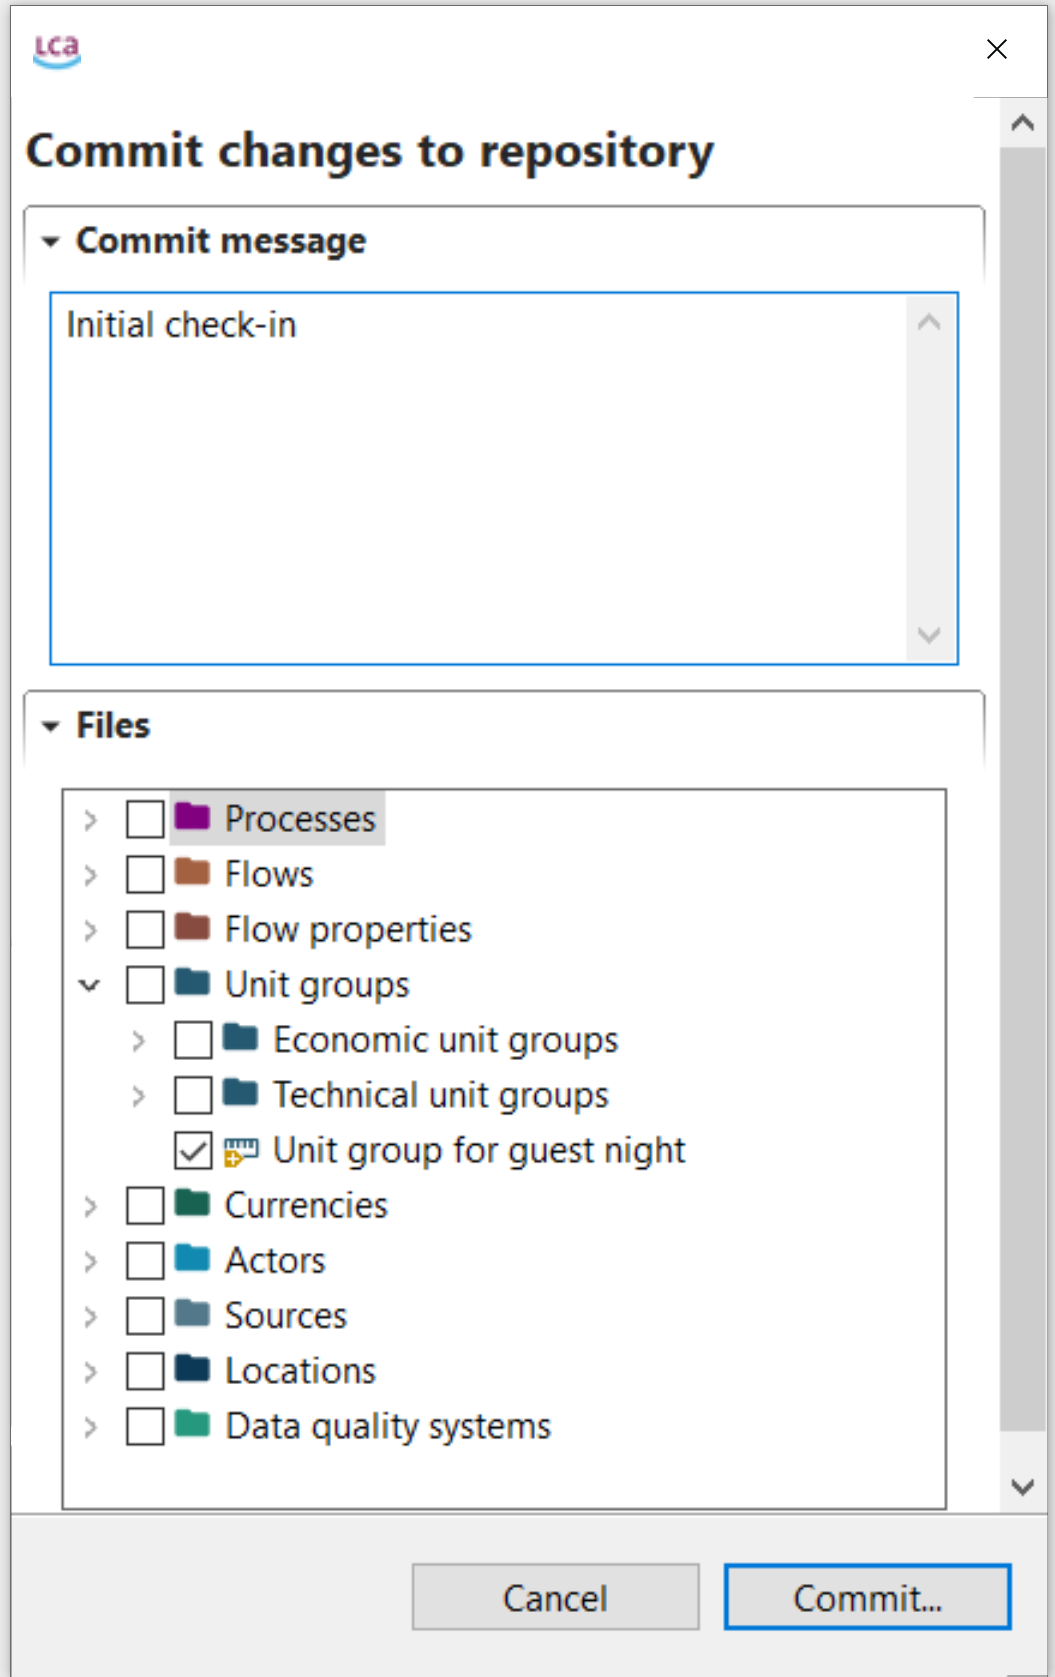 LCA
Commit changes to repository
Commit message
Initial check-in
Files
Processes
Flows
Flow properties
Unit groups
Economic unit groups
Technical unit groups
Unit group for guest night
Currencies
Actors
Sources
Locations
Data quality systems
Cancel
Commit...